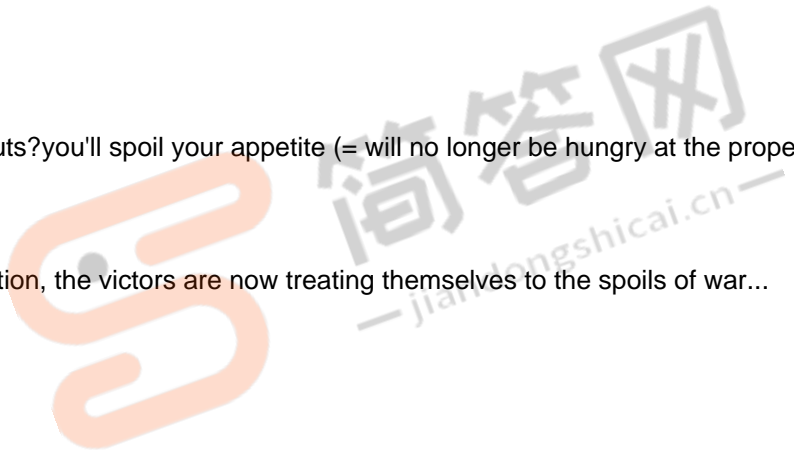 uts?you'll spoil your appetite (= will no longer be hungry at the prope
简答网
jiandongshicai.cn
tion, the victors are now treating themselves to the spoils of war...